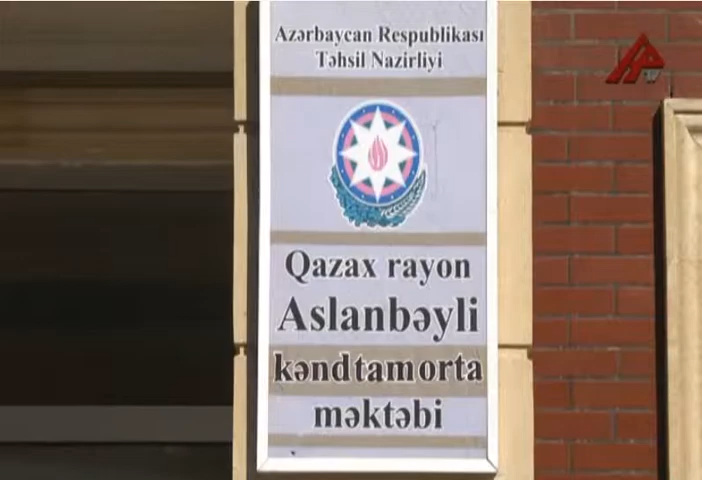 Azərbaycan Respublikası
Təhsil Nazirliyi
Qazax rayon
Aslanbəyli
kəndtamorta
məktəbi